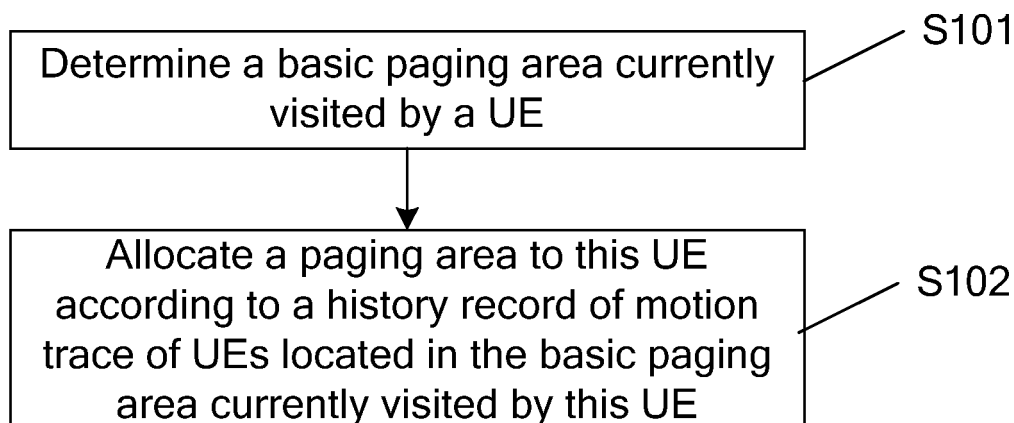 S101
Determine a basic paging area currently
visited by a UE
Allocate a paging area to this UE
according to a history record of motion
trace of UEs located in the basic paging
area currently visited by this UE
S102